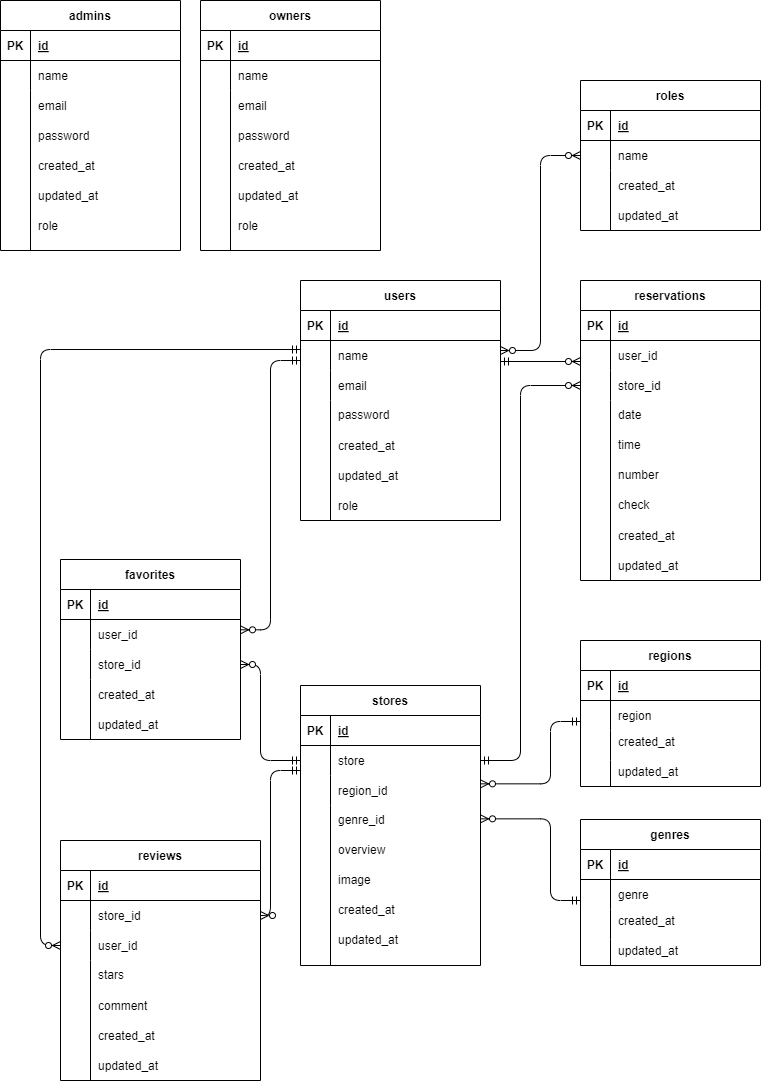 admins
PK id
name
email
password
created_at
updated_at
role
owners
PK id
name
email
password
created_at
updated_at
role
roles
PK id
name
created_at
updated_at
users
PK id
name
email
password
created_at
updated_at
role
reservations
PK id
user_id
store_id
date
time
number
check
created_at
updated_at
favorites
PK id
user_id
store_id
created_at
updated_at
stores
PK id
store
region_id
genre_id
overview
image
created_at
updated_at
regions
PK id
region
created_at
updated_at
reviews
PK id
store_id
user_id
stars
comment
created_at
updated_at
genres
PK id
genre
created_at
updated_at